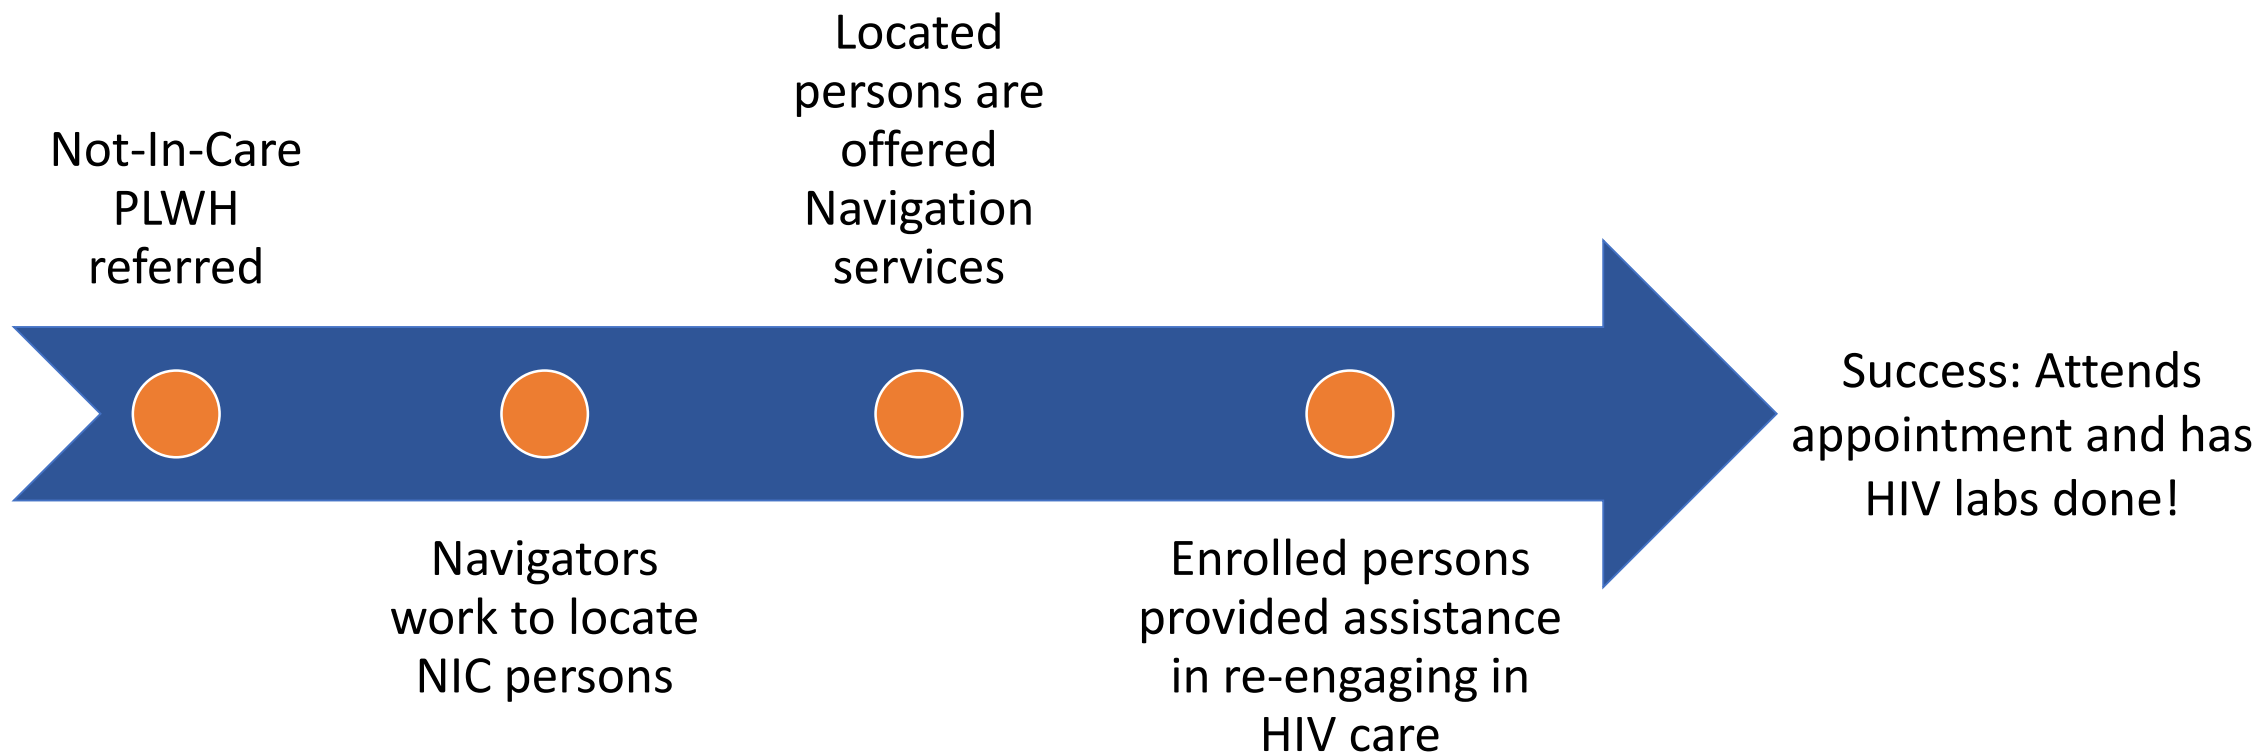 Not-In-Care
PLWH
referred
Navigators
work to locate
NIC persons
Located
persons are
offered
Navigation
services
Enrolled persons
provided assistance
in re-engaging in
HIV care
Success: Attends
appointment and has
HIV labs done!